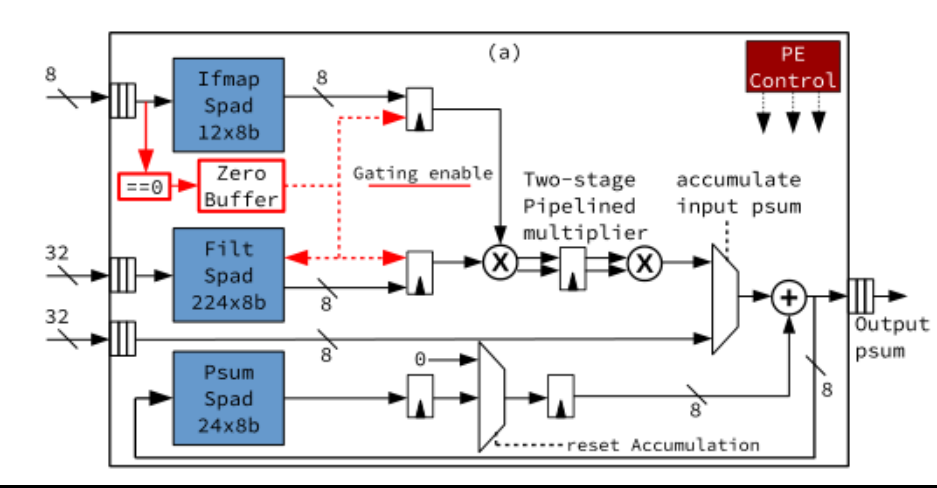 (a)
PE
Control
8
Ifmap
Spad
12x8b
8
==0
Zero
Buffer
Gating enable
Two-stage
Pipelined
multiplier
accumulate
input psum
32
Filt
Spad
224x8b
8
X
X
+
32
8
Output
psum
0
Psum
Spad
24x8b
8
8
reset Accumulation